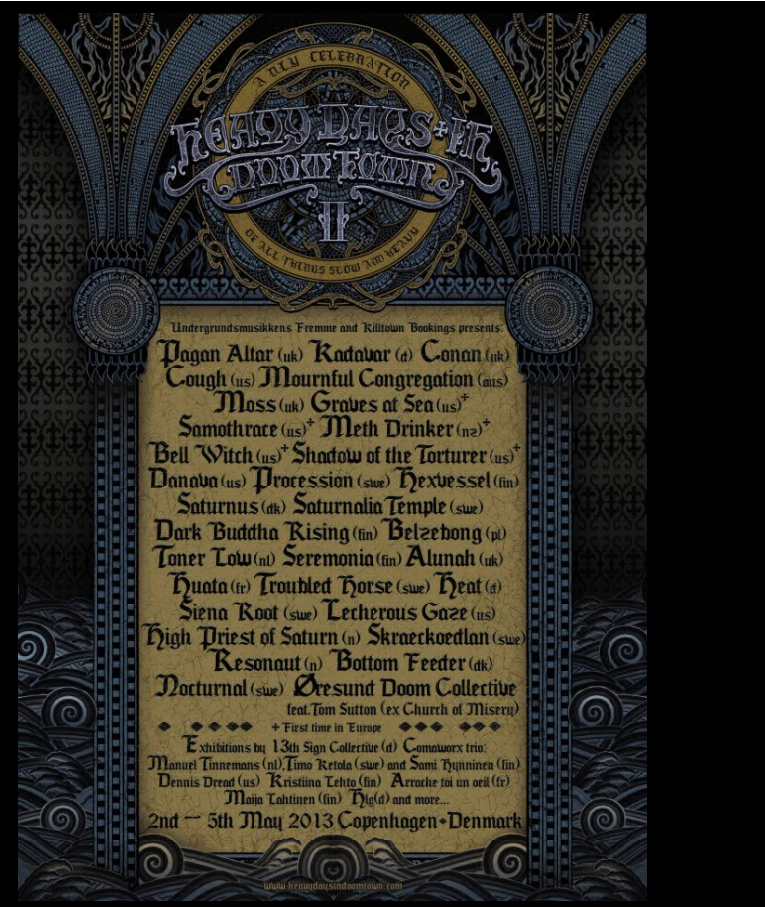 A DIY CELEBRATION
HEAVY DAYS IN
DOOM TOWN
II
OF ALL THINGS SLOW AND HEAVY
Undergrundsmusikkens Fremme and Killtown Bookings presents:
Pagan Altar (uk) Kadavar (d) Conan (uk)
Cough (us) Mournful Congregation (aus)
Moss (uk) Graves at Sea (us)+
Samothrace (us)+ Meth Drinker (nz)+
Bell Witch (us)+ Shadow of the Torturer (us)+
Danava (us) Procession (swe) Hexvessel (fin)
Saturnus (dk) Saturnalia Temple (swe)
Dark Buddha Rising (fin) Belzebong (pl)
Toner Low (nl) Seremonia (fin) Alunah (uk)
Huata (fr) Troubled Horse (swe) Heat (d)
Siena Root (swe) Lecherous Gaze (us)
High Priest of Saturn (n) Skraeckoedlan (swe)
Resonaut (n) Bottom Feeder (dk)
Nocturnal (swe) Øresund Doom Collective
feat. Tom Sutton (ex Church of Misery)
+ First time in Europe
Exhibitions by 13th Sign Collective (d) Comaworx trio:
Manuel Tinnemans (nl), Timo Ketola (swe) and Sami Hynninen (fin)
Dennis Dread (us) Kristiina Lehto (fin) Arrache toi un oeil (fr)
Maija Lahtinen (fin) Hlg(d) and more...
2nd — 5th May 2013 Copenhagen + Denmark
www.heavydaysindoomtown.com